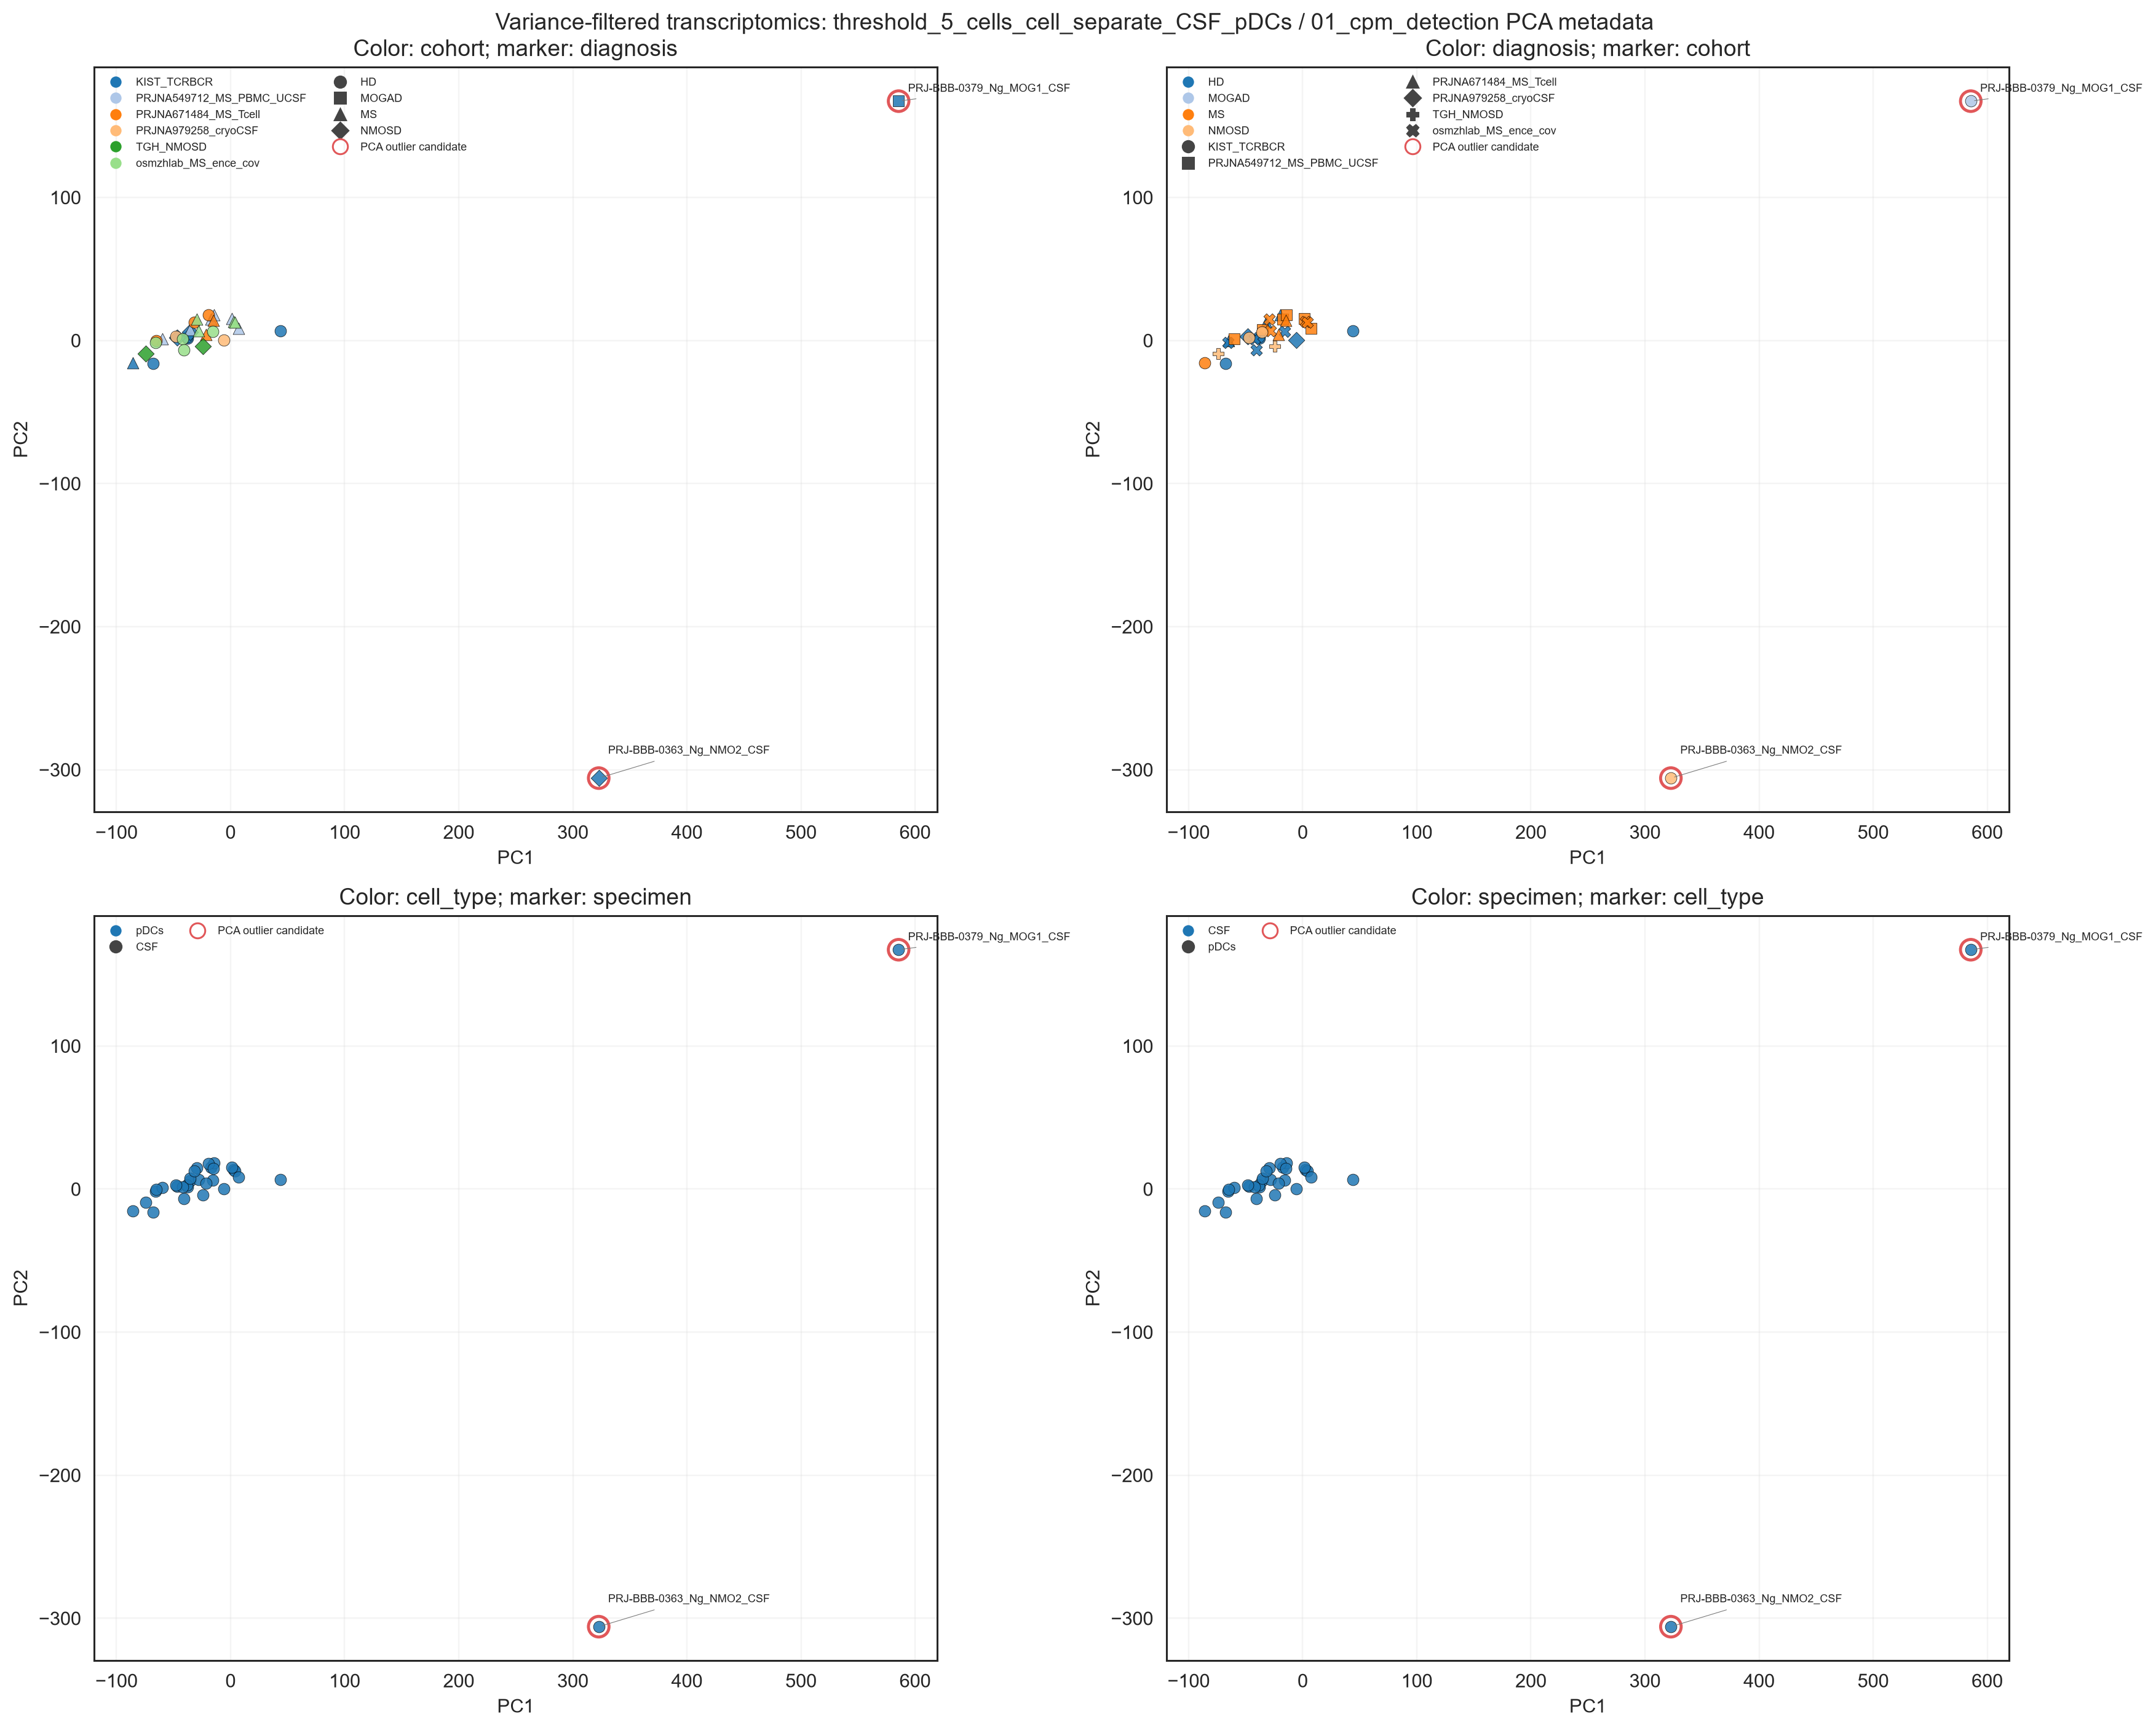 Variance-filtered transcriptomics: threshold_5_cells_cell_separate_CSF_pDCs / 01_cpm_detection PCA metadata
Color: cohort; marker: diagnosis
KIST_TCRBCR
PRJNA549712_MS_PBMC_UCSF
PRJNA671484_MS_Tcell
PRJNA979258_cryoCSF
TGH_NMOSD
osmzhlab_MS_ence_cov
HD
MOGAD
MS
NMOSD
PCA outlier candidate
PRJ-BBB-0379_Ng_MOG1_CSF
PRJ-BBB-0363_Ng_NMO2_CSF
100
0
−100
−200
−300
PC2
−100 0 100 200 300 400 500 600
PC1
Color: diagnosis; marker: cohort
HD
MOGAD
MS
NMOSD
KIST_TCRBCR
PRJNA549712_MS_PBMC_UCSF
PRJNA671484_MS_Tcell
PRJNA979258_cryoCSF
TGH_NMOSD
osmzhlab_MS_ence_cov
PCA outlier candidate
PRJ-BBB-0379_Ng_MOG1_CSF
PRJ-BBB-0363_Ng_NMO2_CSF
100
0
−100
−200
−300
PC2
−100 0 100 200 300 400 500 600
PC1
Color: cell_type; marker: specimen
pDCs
CSF
PCA outlier candidate
PRJ-BBB-0379_Ng_MOG1_CSF
PRJ-BBB-0363_Ng_NMO2_CSF
100
0
−100
−200
−300
PC2
−100 0 100 200 300 400 500 600
PC1
Color: specimen; marker: cell_type
CSF
pDCs
PCA outlier candidate
PRJ-BBB-0379_Ng_MOG1_CSF
PRJ-BBB-0363_Ng_NMO2_CSF
100
0
−100
−200
−300
PC2
−100 0 100 200 300 400 500 600
PC1